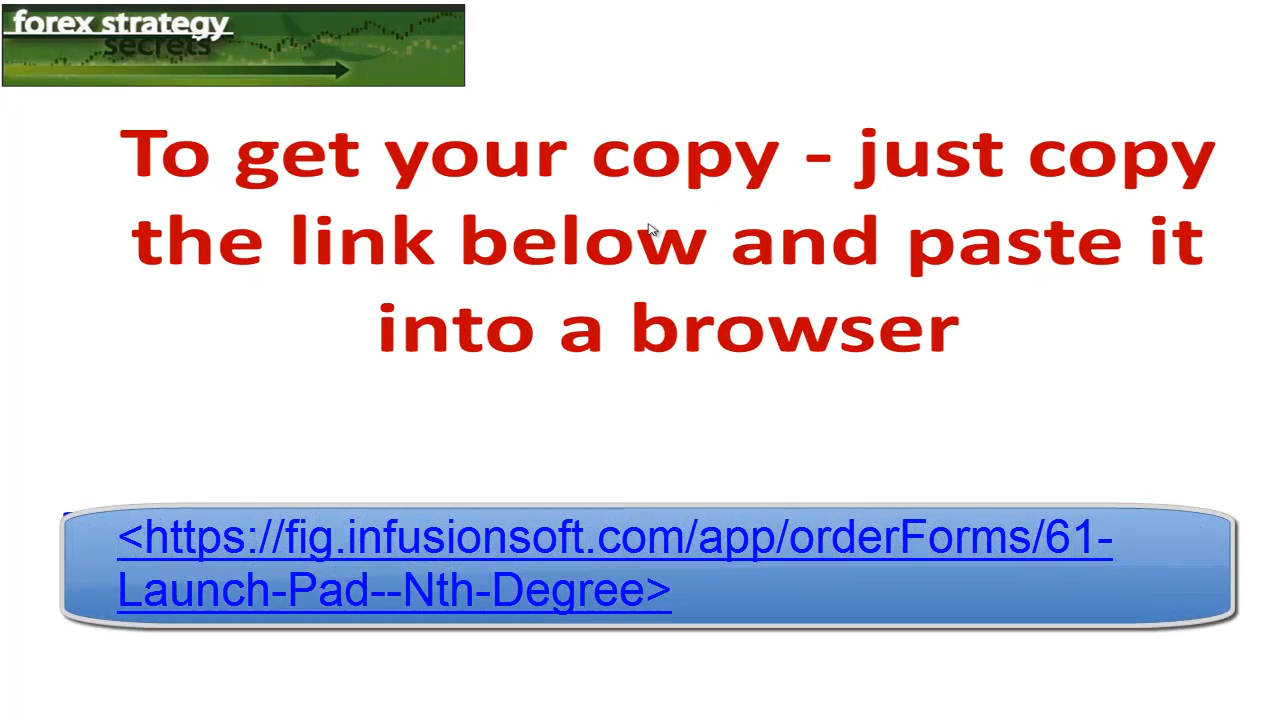 forex strategy
secrets
To get your copy - just copy
the link below and paste it
into a browser
<https://fig.infusionsoft.com/app/orderForms/61-
Launch-Pad--Nth-Degree>